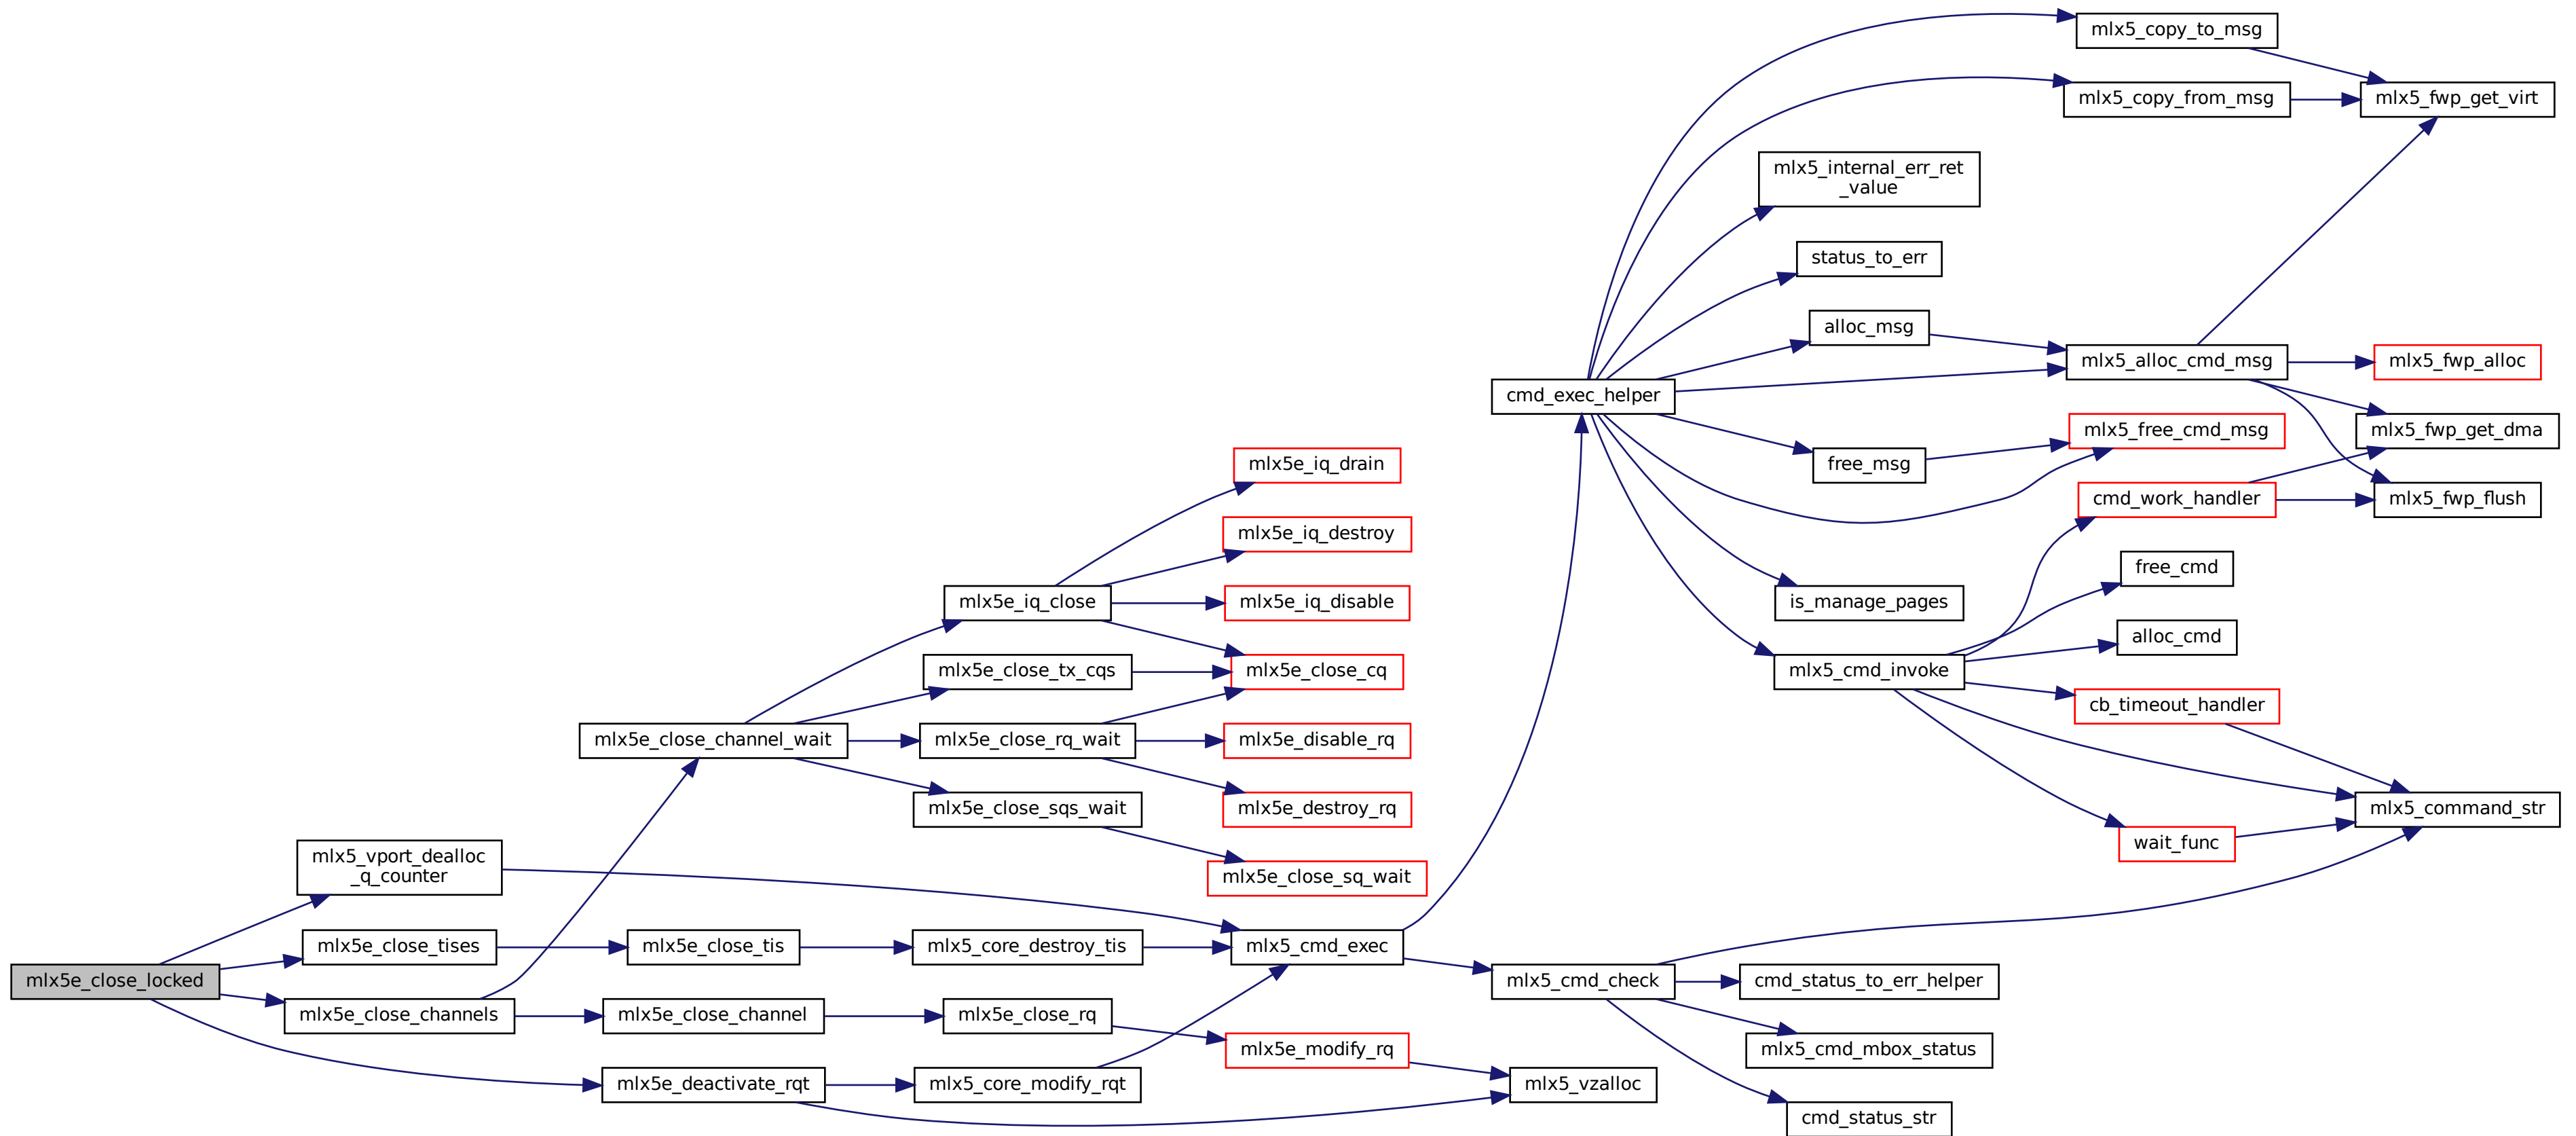 mlx5_copy_to_msg
mlx5_copy_from_msg
mlx5_fwp_get_virt
mlx5_internal_err_ret
_value
status_to_err
alloc_msg
mlx5_alloc_cmd_msg
mlx5_fwp_alloc
cmd_exec_helper
mlx5_free_cmd_msg
mlx5_fwp_get_dma
mlx5e_iq_drain
free_msg
cmd_work_handler
mlx5_fwp_flush
mlx5e_iq_destroy
free_cmd
mlx5e_iq_close
mlx5e_iq_disable
is_manage_pages
alloc_cmd
mlx5e_close_tx_cqs
mlx5e_close_cq
mlx5_cmd_invoke
cb_timeout_handler
mlx5e_close_channel_wait
mlx5e_close_rq_wait
mlx5e_disable_rq
mlx5e_close_sqs_wait
mlx5e_destroy_rq
mlx5_command_str
wait_func
mlx5_vport_dealloc
_q_counter
mlx5e_close_sq_wait
mlx5e_close_tises
mlx5e_close_tis
mlx5_core_destroy_tis
mlx5_cmd_exec
mlx5e_close_locked
mlx5_cmd_check
cmd_status_to_err_helper
mlx5e_close_channels
mlx5e_close_channel
mlx5e_close_rq
mlx5e_modify_rq
mlx5_cmd_mbox_status
mlx5e_deactivate_rqt
mlx5_core_modify_rqt
mlx5_vzalloc
cmd_status_str